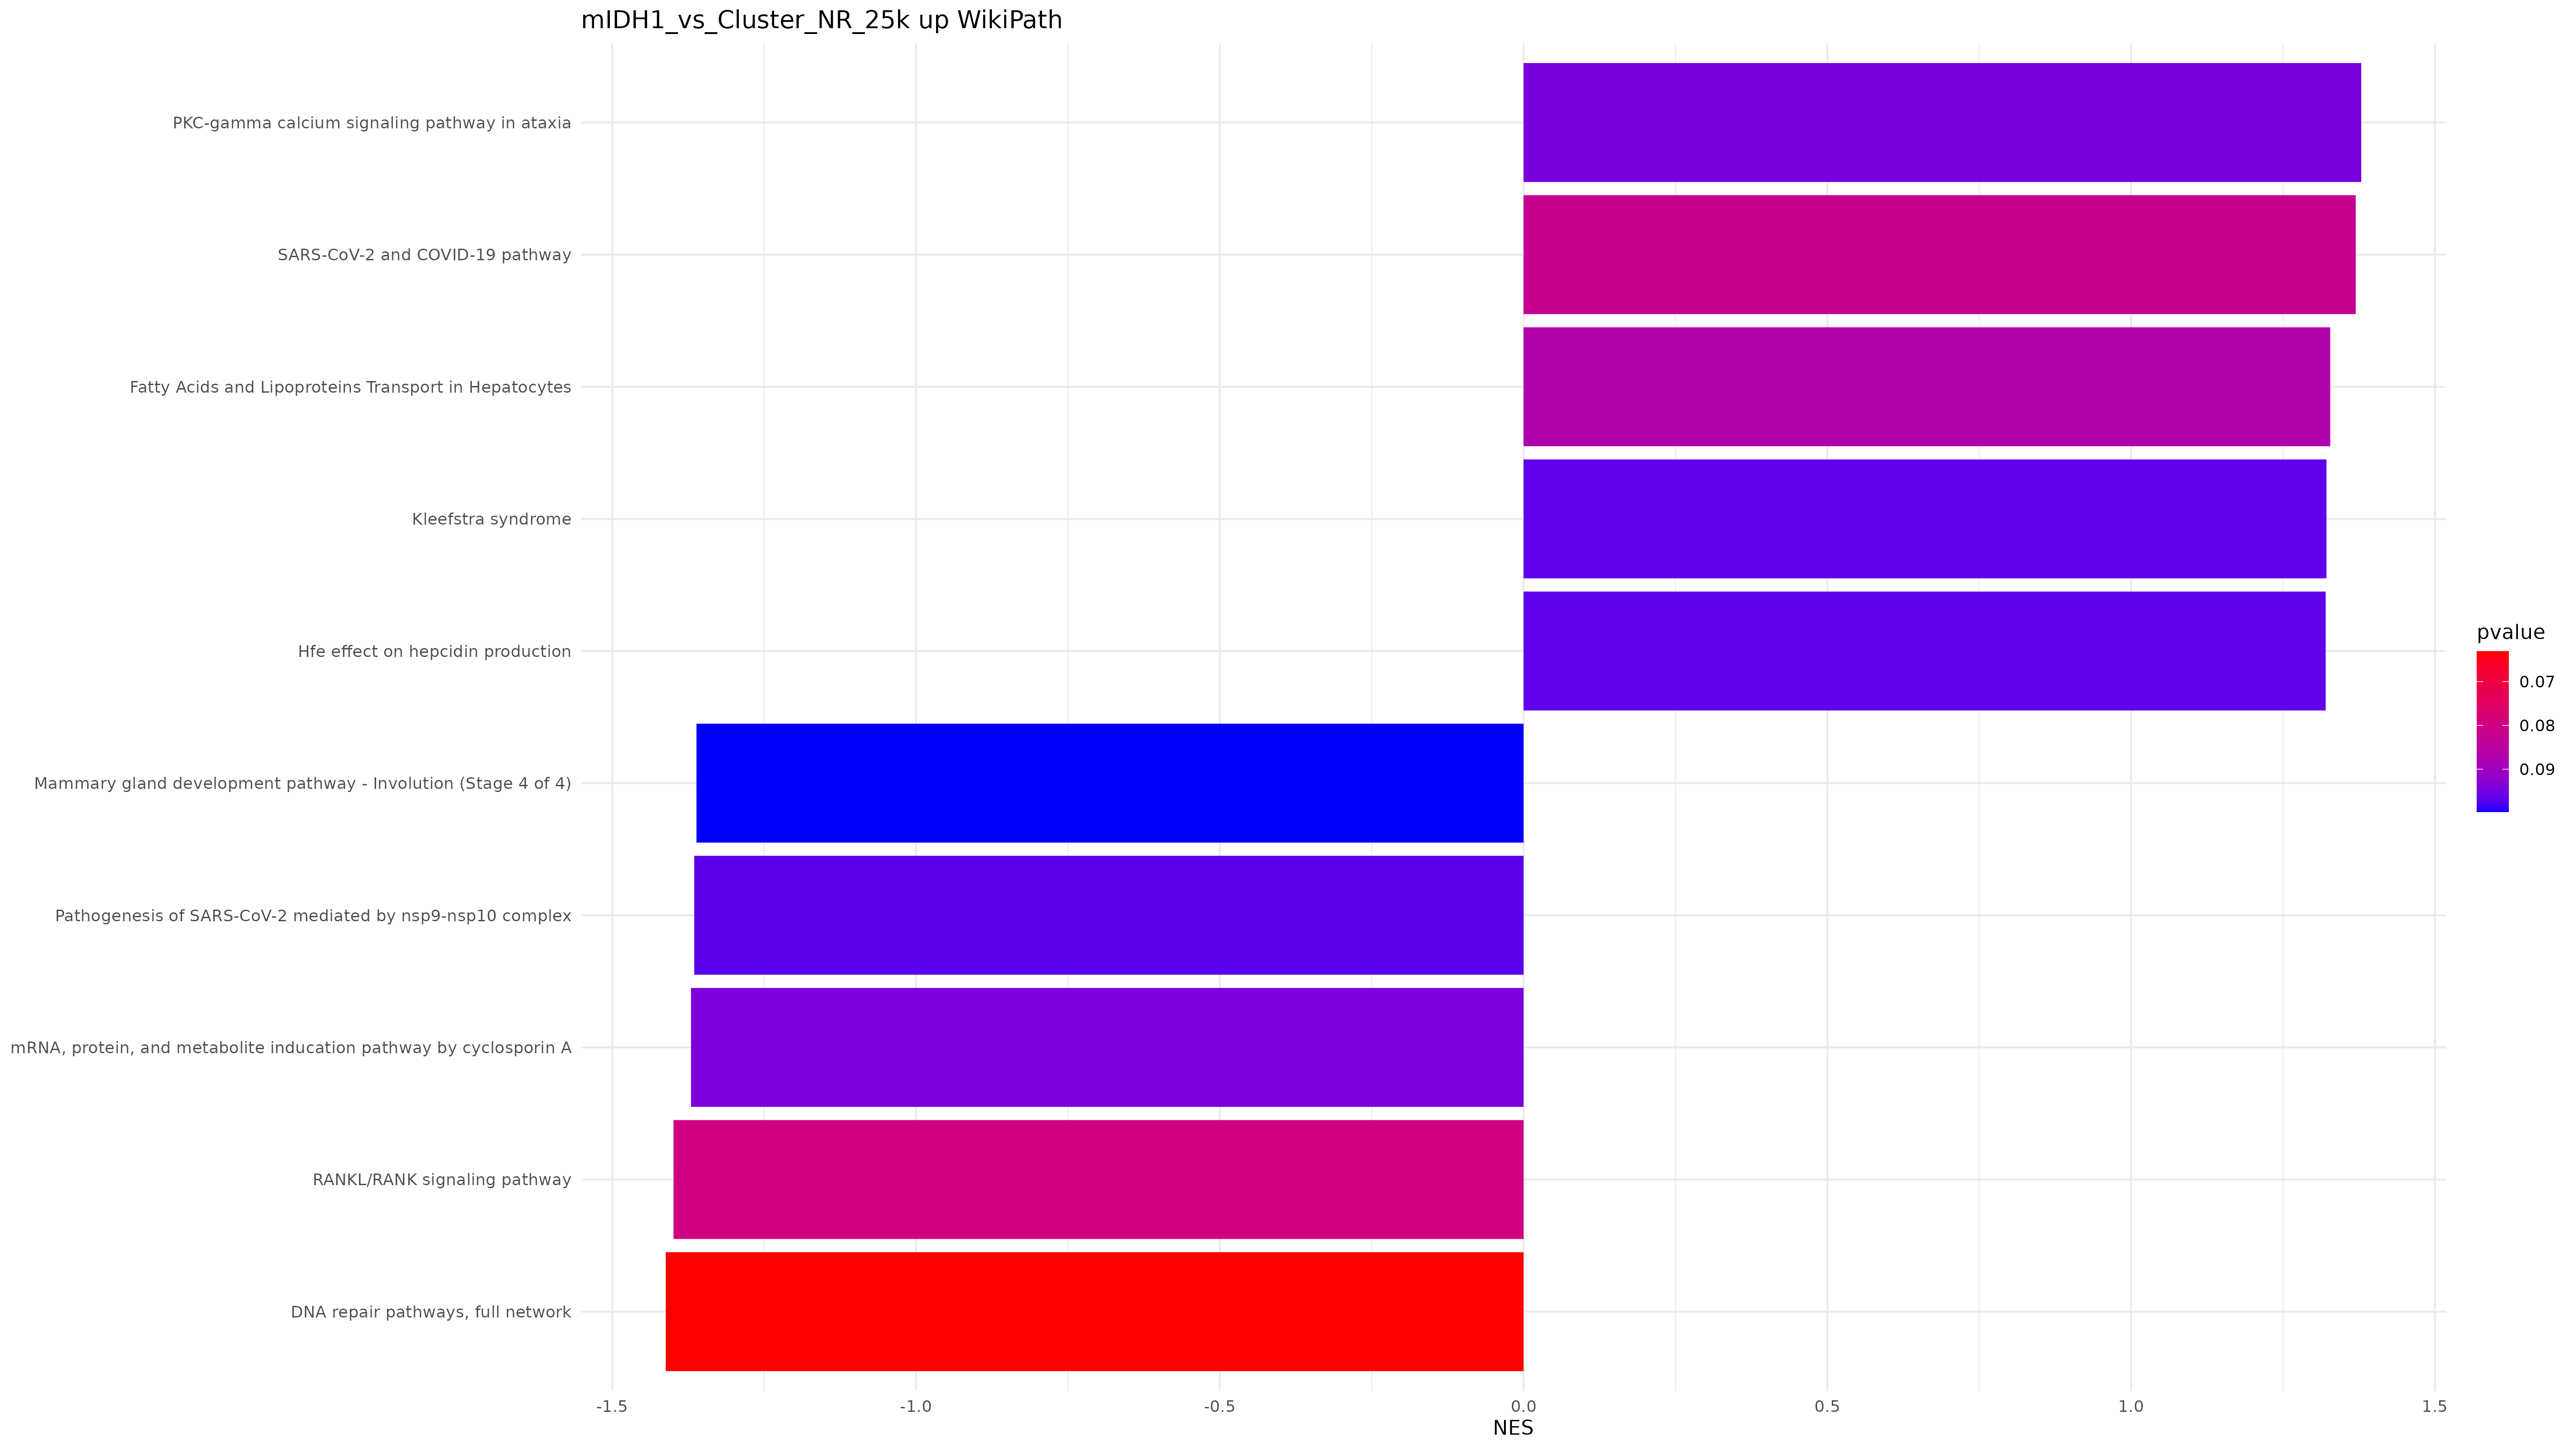 mIDH1_vs_Cluster_NR_25k up WikiPath
PKC-gamma calcium signaling pathway in ataxia
SARS-CoV-2 and COVID-19 pathway
Fatty Acids and Lipoproteins Transport in Hepatocytes
Kleefstra syndrome
Hfe effect on hepcidin production
Mammary gland development pathway - Involution (Stage 4 of 4)
Pathogenesis of SARS-CoV-2 mediated by nsp9-nsp10 complex
mRNA, protein, and metabolite inducation pathway by cyclosporin A
RANKL/RANK signaling pathway
DNA repair pathways, full network
-1.5 -1.0 -0.5 0.0 0.5 1.0 1.5
NES
pvalue
0.07
0.08
0.09